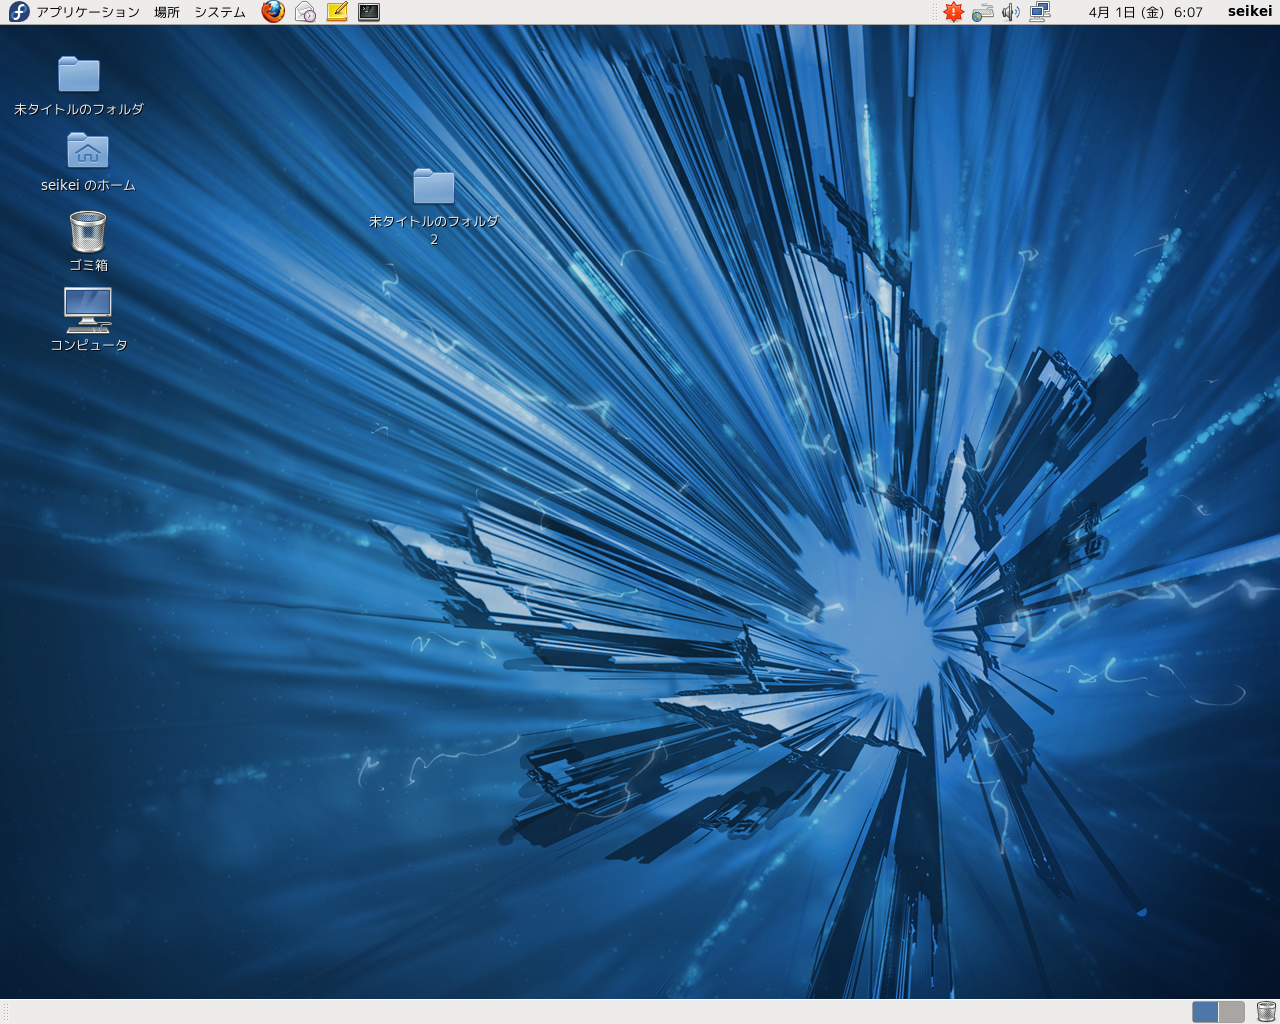 アプリケーション 場所 システム 4月 1日 (金) 6:07 seikei
未タイトルのフォルダ
seikei のホーム
ゴミ箱
コンピュータ
未タイトルのフォルダ
2